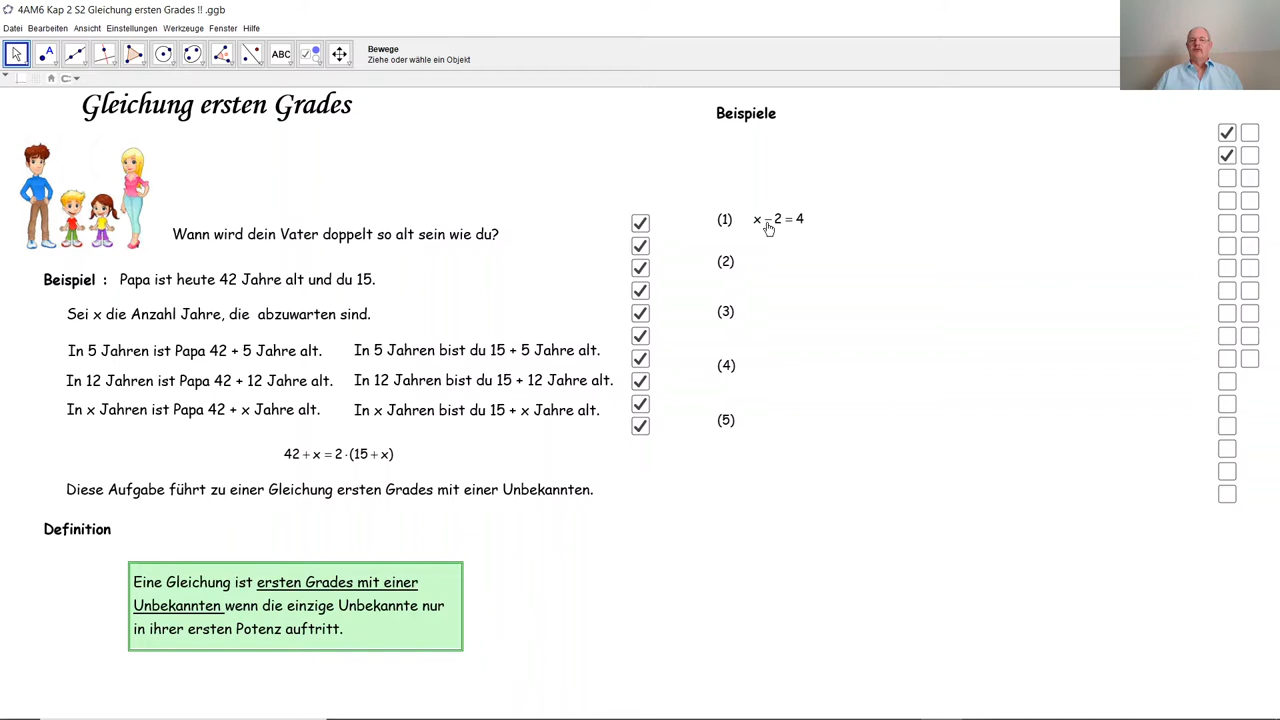 4AM6 Kap 2 S2 Gleichung ersten Grades !! .ggb
Datei Bearbeiten Ansicht Einstellungen Werkzeuge Fenster Hilfe
A
ABC
Bewege
Ziehe oder wähle ein Objekt
Gleichung ersten Grades
Wann wird dein Vater doppelt so alt sein wie du?
Beispiel : Papa ist heute 42 Jahre alt und du 15.
Sei x die Anzahl Jahre, die abzuwarten sind.
In 5 Jahren ist Papa 42 + 5 Jahre alt. In 5 Jahren bist du 15 + 5 Jahre alt.
In 12 Jahren ist Papa 42 + 12 Jahre alt. In 12 Jahren bist du 15 + 12 Jahre alt.
In x Jahren ist Papa 42 + x Jahre alt. In x Jahren bist du 15 + x Jahre alt.
42 + x = 2 · (15 + x)
Diese Aufgabe führt zu einer Gleichung ersten Grades mit einer Unbekannten.
Definition
Eine Gleichung ist ersten Grades mit einer
Unbekannten wenn die einzige Unbekannte nur
in ihrer ersten Potenz auftritt.
Beispiele
(1) x − 2 = 4
(2)
(3)
(4)
(5)